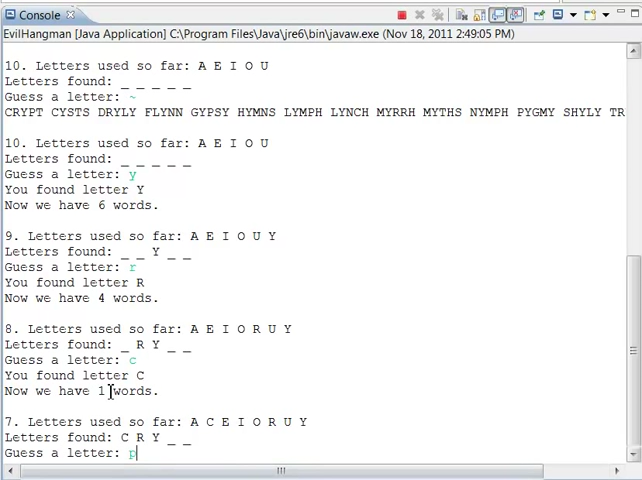 Console
EvilHangman [Java Application] C:\Program Files\Java\jre6\bin\javaw.exe (Nov 18, 2011 2:49:05 PM)
10. Letters used so far: A E I O U
Letters found: _ _ _ _ _
Guess a letter: ~
CRYPT CYSTS DRYLY FLYNN GYPSY HYMNS LYMPH LYNCH MYRRH MYTHS NYMPH PYGMY SHYLY TR
10. Letters used so far: A E I O U
Letters found: _ _ _ _ _
Guess a letter: y
You found letter Y
Now we have 6 words.
9. Letters used so far: A E I O U Y
Letters found: _ _ Y _ _
Guess a letter: r
You found letter R
Now we have 4 words.
8. Letters used so far: A E I O R U Y
Letters found: _ R Y _ _
Guess a letter: c
You found letter C
Now we have 1 words.
7. Letters used so far: A C E I O R U Y
Letters found: C R Y _ _
Guess a letter: p